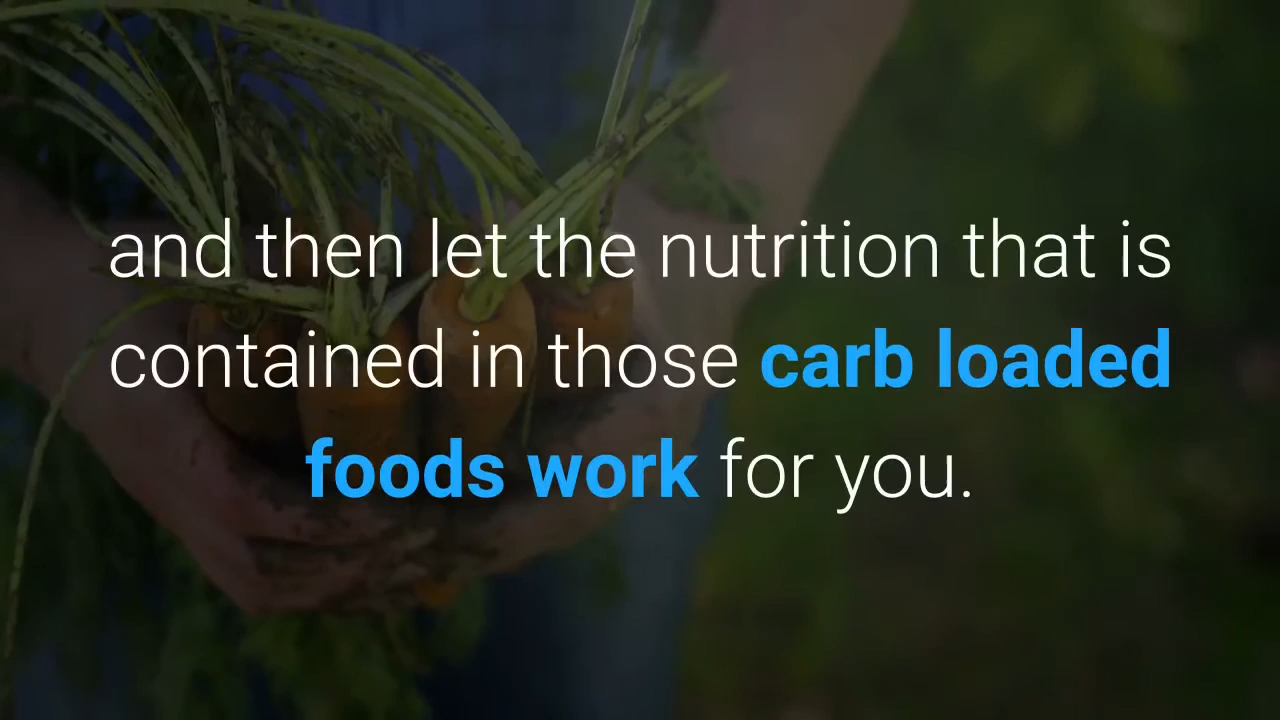 and then let the nutrition that is
contained in those carb loaded
foods work for you.